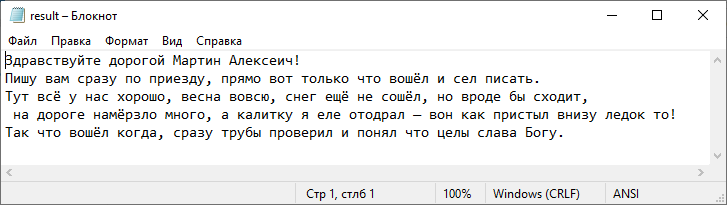 result – Блокнот
Файл Правка Формат Вид Справка
Здравствуйте дорогой Мартин Алексеич!
Пишу вам сразу по приезду, прямо вот только что вошёл и сел писать.
Тут всё у нас хорошо, весна вовсю, снег ещё не сошёл, но вроде бы сходит,
на дороге намёрзло много, а калитку я еле отодрал – вон как пристыл внизу ледок то!
Так что вошёл когда, сразу трубы проверил и понял что целы слава Богу.
Стр 1, стлб 1 100% Windows (CRLF) ANSI